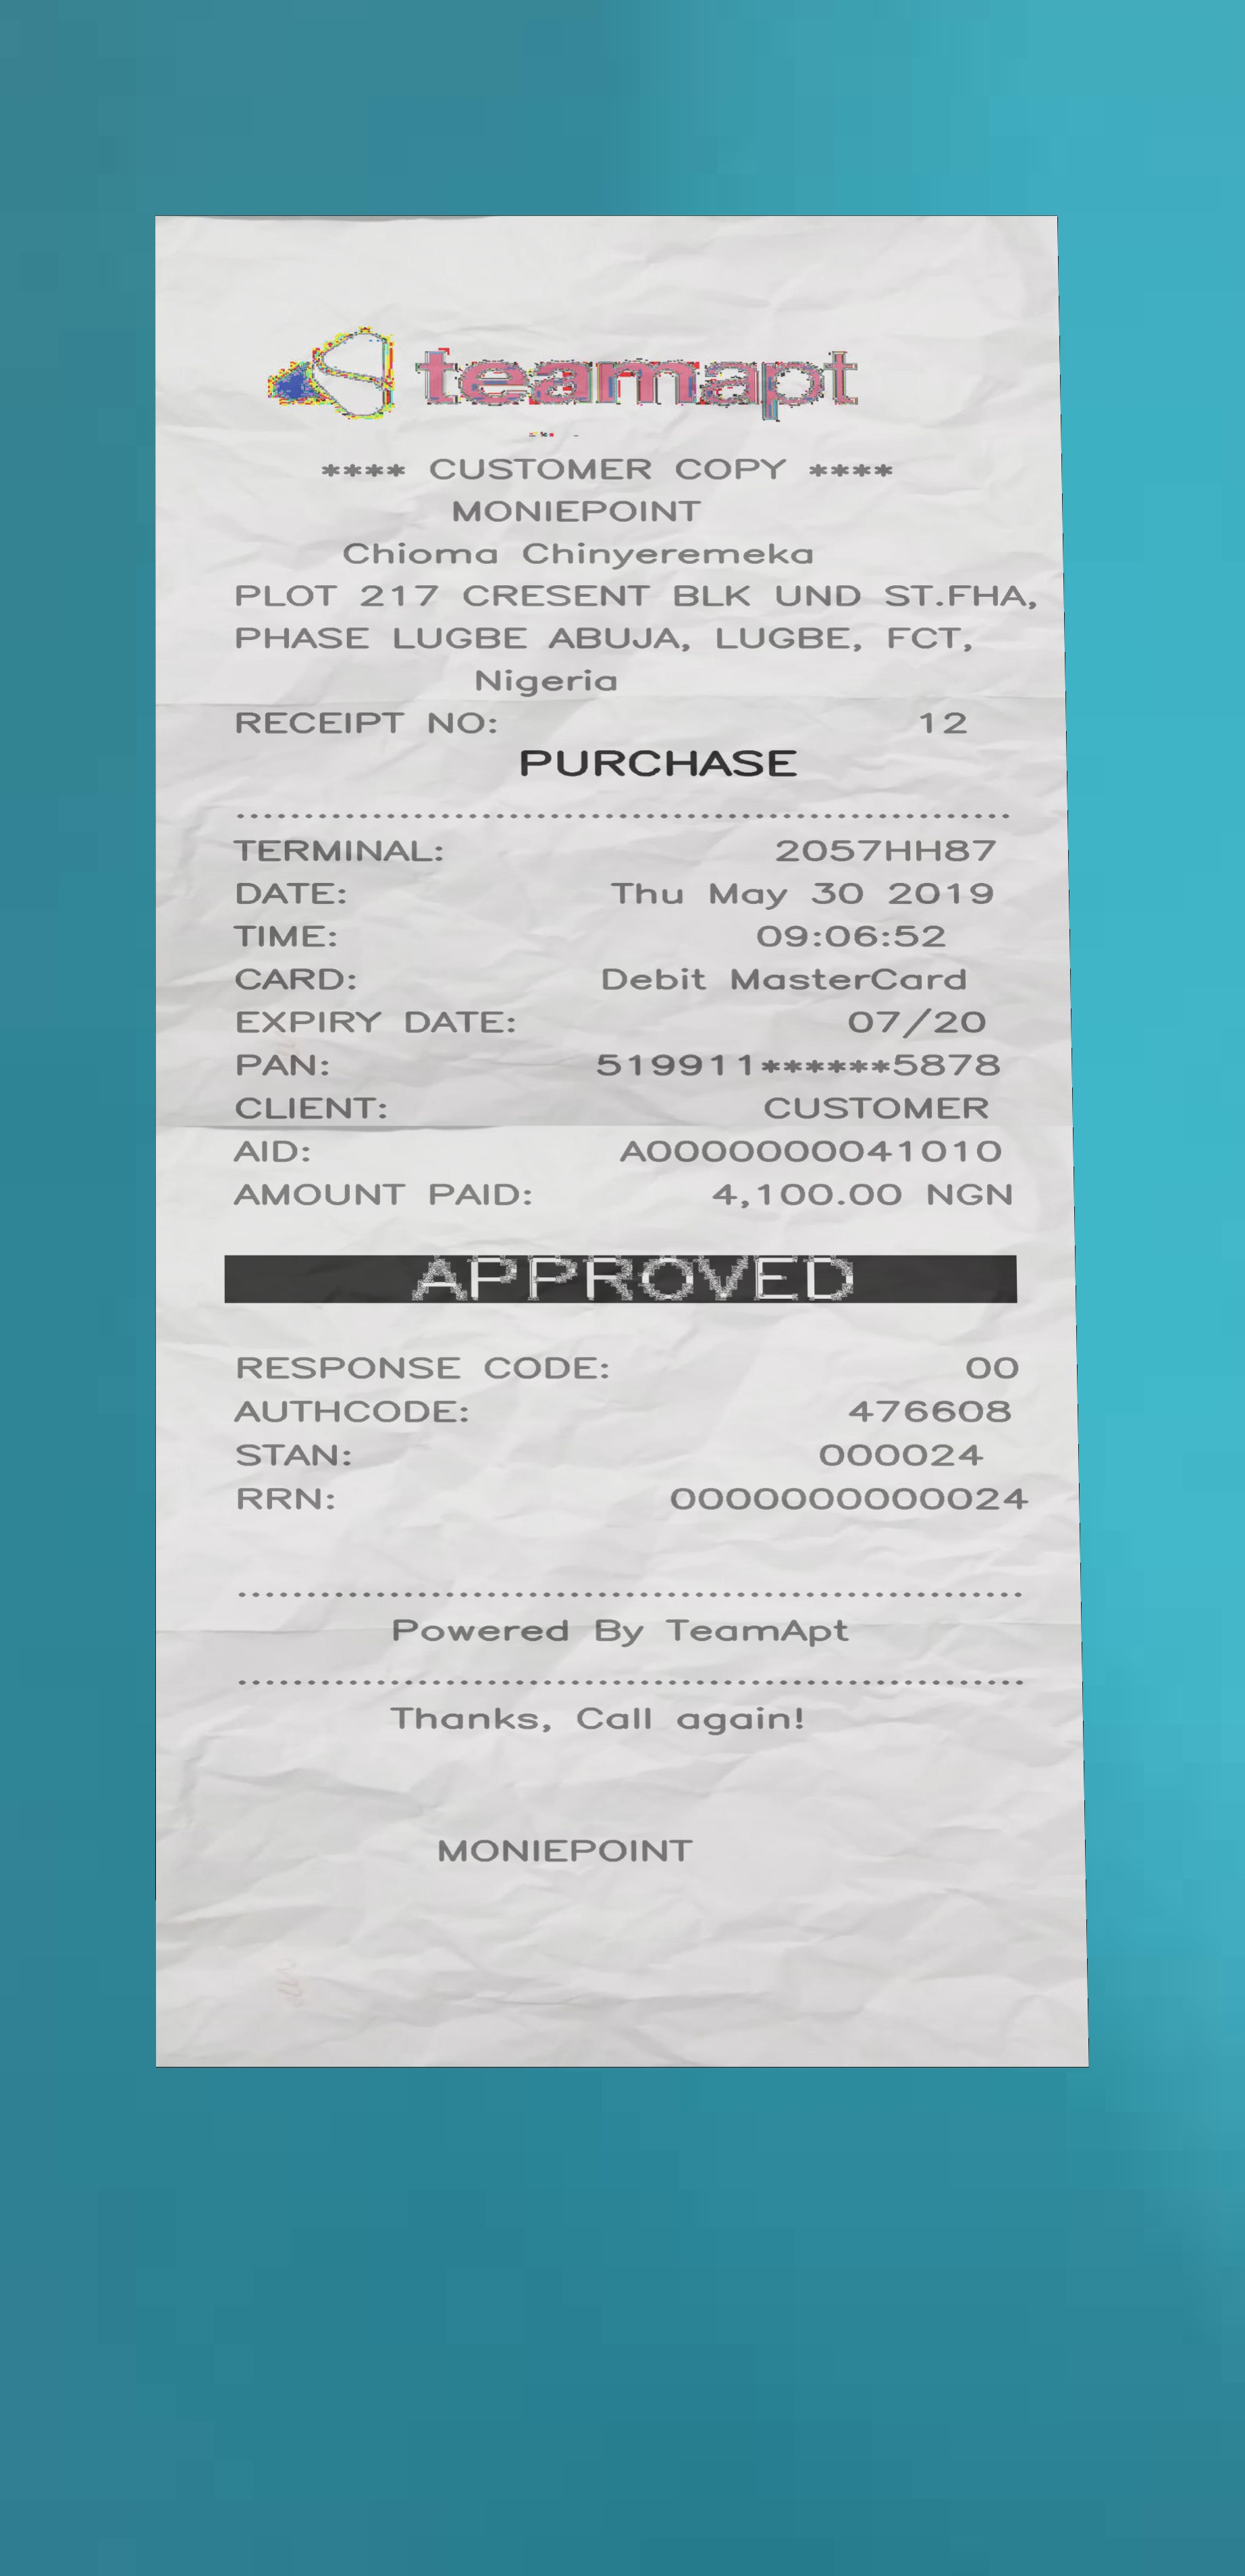 teamapt
**** CUSTOMER COPY ****
MONIEPOINT
Chioma Chinyeremeka
PLOT 217 CRESENT BLK UND ST.FHA,
PHASE LUGBE ABUJA, LUGBE, FCT,
Nigeria
RECEIPT NO: 12
PURCHASE
TERMINAL: 2057HH87
DATE: Thu May 30 2019
TIME: 09:06:52
CARD: Debit MasterCard
EXPIRY DATE: 07/20
PAN: 519911******5878
CLIENT: CUSTOMER
AID: A0000000041010
AMOUNT PAID: 4,100.00 NGN
APPROVED
RESPONSE CODE: 00
AUTHCODE: 476608
STAN: 000024
RRN: 0000000000024
Powered By TeamApt
Thanks, Call again!
MONIEPOINT